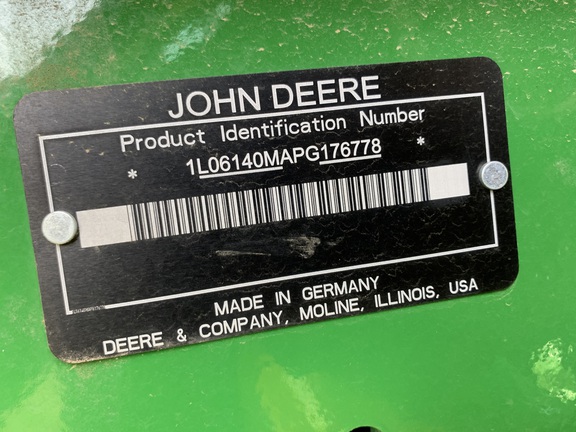 JOHN DEERE
Product Identification Number
* 1L06140MAPG176778 *
MADE IN GERMANY
DEERE & COMPANY, MOLINE, ILLINOIS, USA